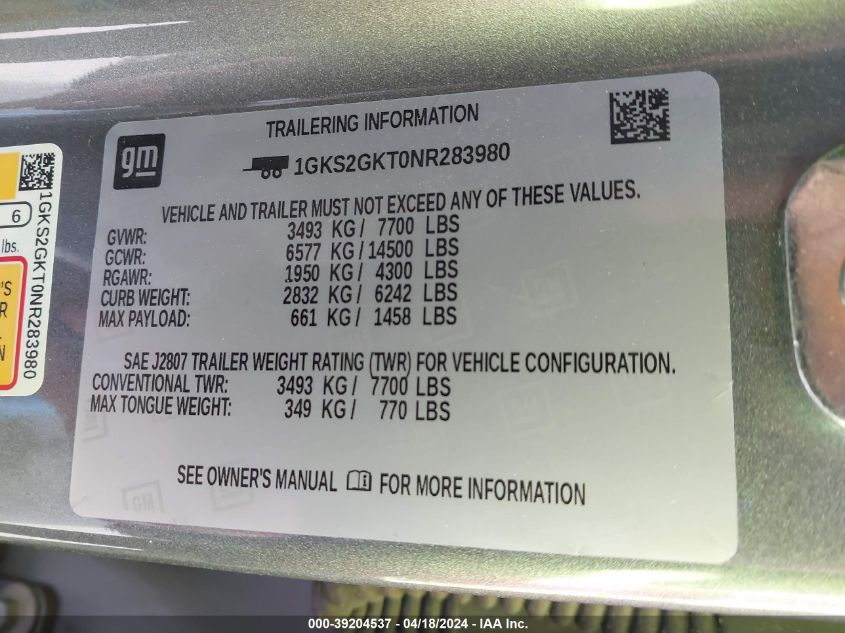 TRAILERING INFORMATION
gm
1GKS2GKT0NR283980
VEHICLE AND TRAILER MUST NOT EXCEED ANY OF THESE VALUES.
GVWR: 3493 KG / 7700 LBS
GCWR: 6577 KG / 14500 LBS
RGAWR: 1950 KG / 4300 LBS
CURB WEIGHT: 2832 KG / 6242 LBS
MAX PAYLOAD: 661 KG / 1458 LBS
SAE J2807 TRAILER WEIGHT RATING (TWR) FOR VEHICLE CONFIGURATION.
CONVENTIONAL TWR: 3493 KG / 7700 LBS
MAX TONGUE WEIGHT: 349 KG / 770 LBS
SEE OWNER'S MANUAL FOR MORE INFORMATION
GM
1GKS2GKT0NR283980
6
lbs.
'S
R
N
000-39204537 - 04/18/2024 - IAA Inc.